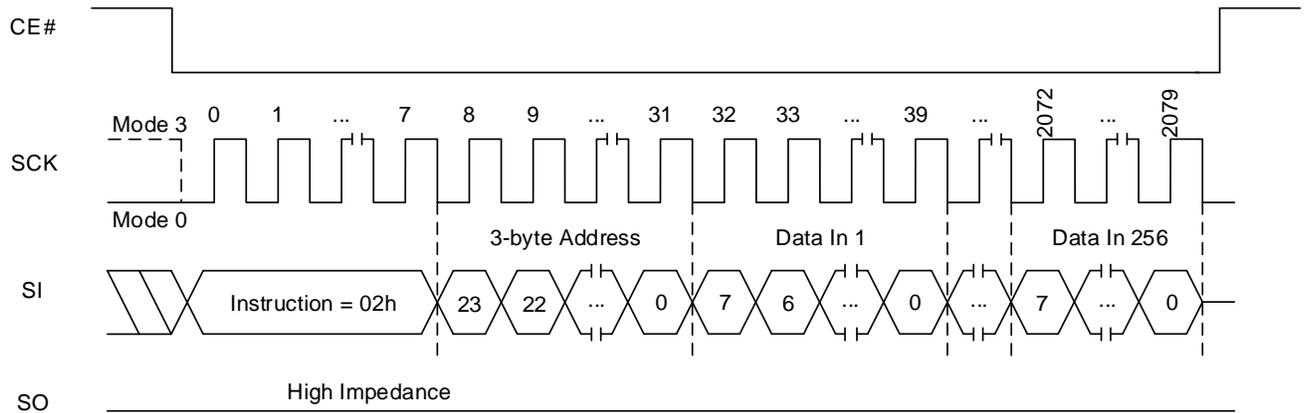 CE#
Mode 3 0 1 ... 7 8 9 ... 31 32 33 ... 39 ... 2072 ... 2079
SCK
Mode 0
3-byte Address Data In 1 Data In 256
SI Instruction = 02h 23 22 ... 0 7 6 ... 0 ... 7 ... 0
High Impedance
SO